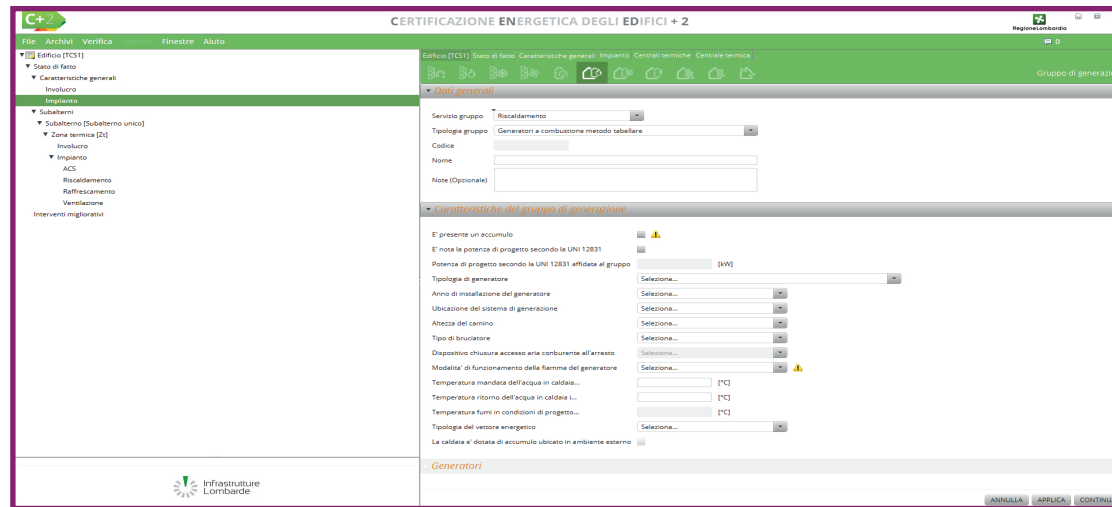 C+2
CERTIFICAZIONE ENERGETICA DEGLI EDIFICI + 2
RegioneLombardia
File Archivi Verifica Finestre Aiuto
0
Edificio [TCS1]
Stato di fatto
Caratteristiche generali
Involucro
Impianto
Subalterni
Subalterno [Subalterno unico]
Zona termica [Zt]
Involucro
Impianto
ACS
Riscaldamento
Raffrescamento
Ventilazione
Interventi migliorativi
Infrastrutture
Lombarde
Edificio [TCS1] Stato di fatto Caratteristiche generali Impianto Centrali termiche Centrale termica
Gruppo di generazi
Dati generali
Servizio gruppo Riscaldamento
Tipologia gruppo Generatori a combustione metodo tabellare
Codice
Nome
Note (Opzionale)
Caratteristiche del gruppo di generazione
E' presente un accumulo
E' nota la potenza di progetto secondo la UNI 12831
Potenza di progetto secondo la UNI 12831 affidata al gruppo [kW]
Tipologia di generatore Seleziona...
Anno di installazione del generatore Seleziona...
Ubicazione del sistema di generazione Seleziona...
Altezza del camino Seleziona...
Tipo di bruciatore Seleziona...
Dispositivo chiusura accesso aria conburente all'arresto Seleziona...
Modalita' di funzionamento della fiamma del generatore Seleziona...
Temperatura mandata dell'acqua in caldaia... [°C]
Temperatura ritorno dell'acqua in caldaia i... [°C]
Temperatura fumi in condizioni di progetto... [°C]
Tipologia del vettore energetico Seleziona...
La caldaia e' dotata di accumulo ubicato in ambiente esterno
Generatori
ANNULLA APPLICA CONTINU